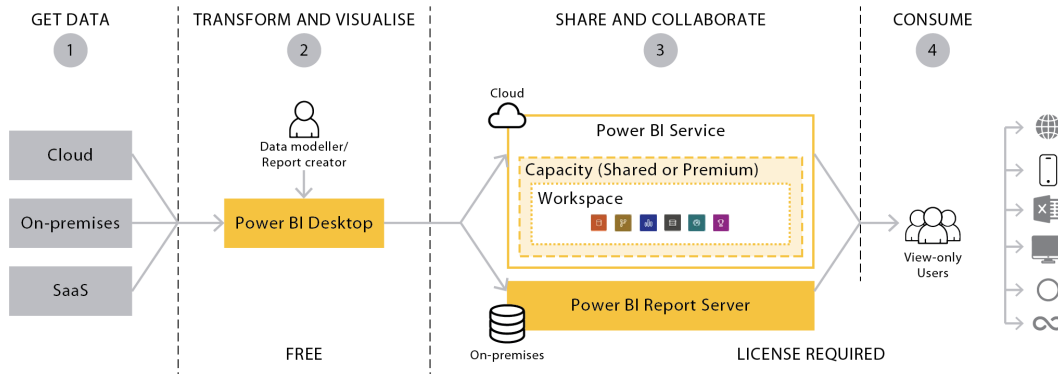 GET DATA
1
TRANSFORM AND VISUALISE
2
SHARE AND COLLABORATE
3
CONSUME
4
Cloud
On-premises
SaaS
Data modeller/
Report creator
Power BI Desktop
FREE
Cloud
Power BI Service
Capacity (Shared or Premium)
Workspace
Power BI Report Server
On-premises
LICENSE REQUIRED
View-only
Users
X